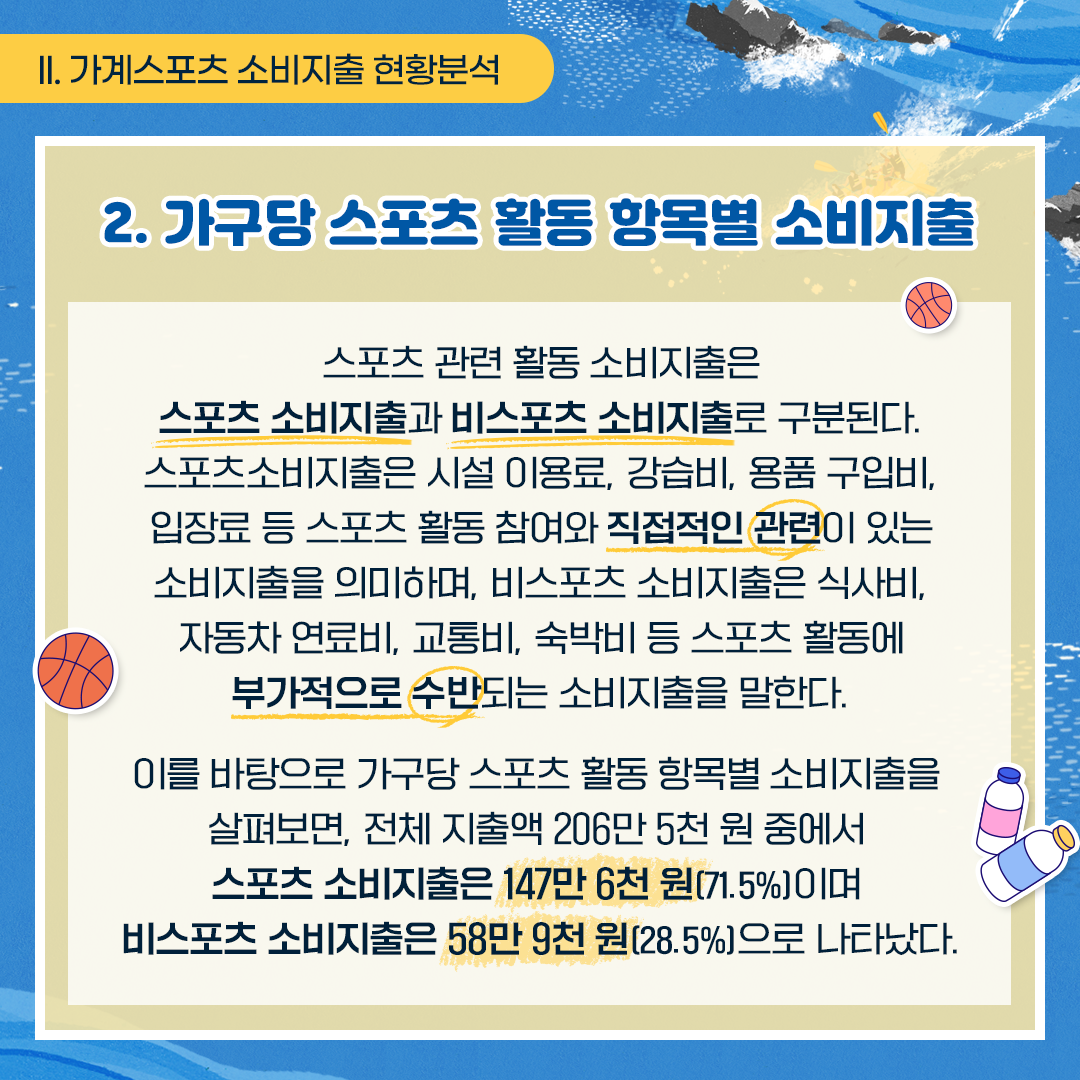 II. 가계스포츠 소비지출 현황분석
2. 가구당 스포츠 활동 항목별 소비지출
스포츠 관련 활동 소비지출은
스포츠 소비지출과 비스포츠 소비지출로 구분된다.
스포츠소비지출은 시설 이용료, 강습비, 용품 구입비,
입장료 등 스포츠 활동 참여와 직접적인 관련이 있는
소비지출을 의미하며, 비스포츠 소비지출은 식사비,
자동차 연료비, 교통비, 숙박비 등 스포츠 활동에
부가적으로 수반되는 소비지출을 말한다.
이를 바탕으로 가구당 스포츠 활동 항목별 소비지출을
살펴보면, 전체 지출액 206만 5천 원 중에서
스포츠 소비지출은 147만 6천 원(71.5%)이며
비스포츠 소비지출은 58만 9천 원(28.5%)으로 나타났다.